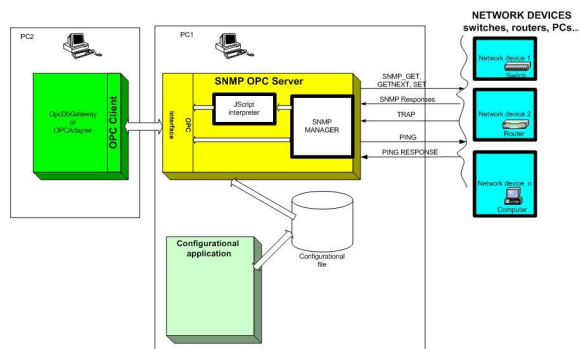 NETWORK DEVICES
switches, routers, PCs...
PC2
PC1
OpcDbGateway
or
OPCAdapter
OPC Client
SNMP OPC Server
OPC
interface
JScript
interpreter
SNMP
MANAGER
SNMP_GET,
GETNEXT, SET
SNMP Responses
TRAP
PING
PING RESPONSE
Network device 1
Switch
Network device 2
Router
Network device n
Computer
Configurational
application
Configurational
file